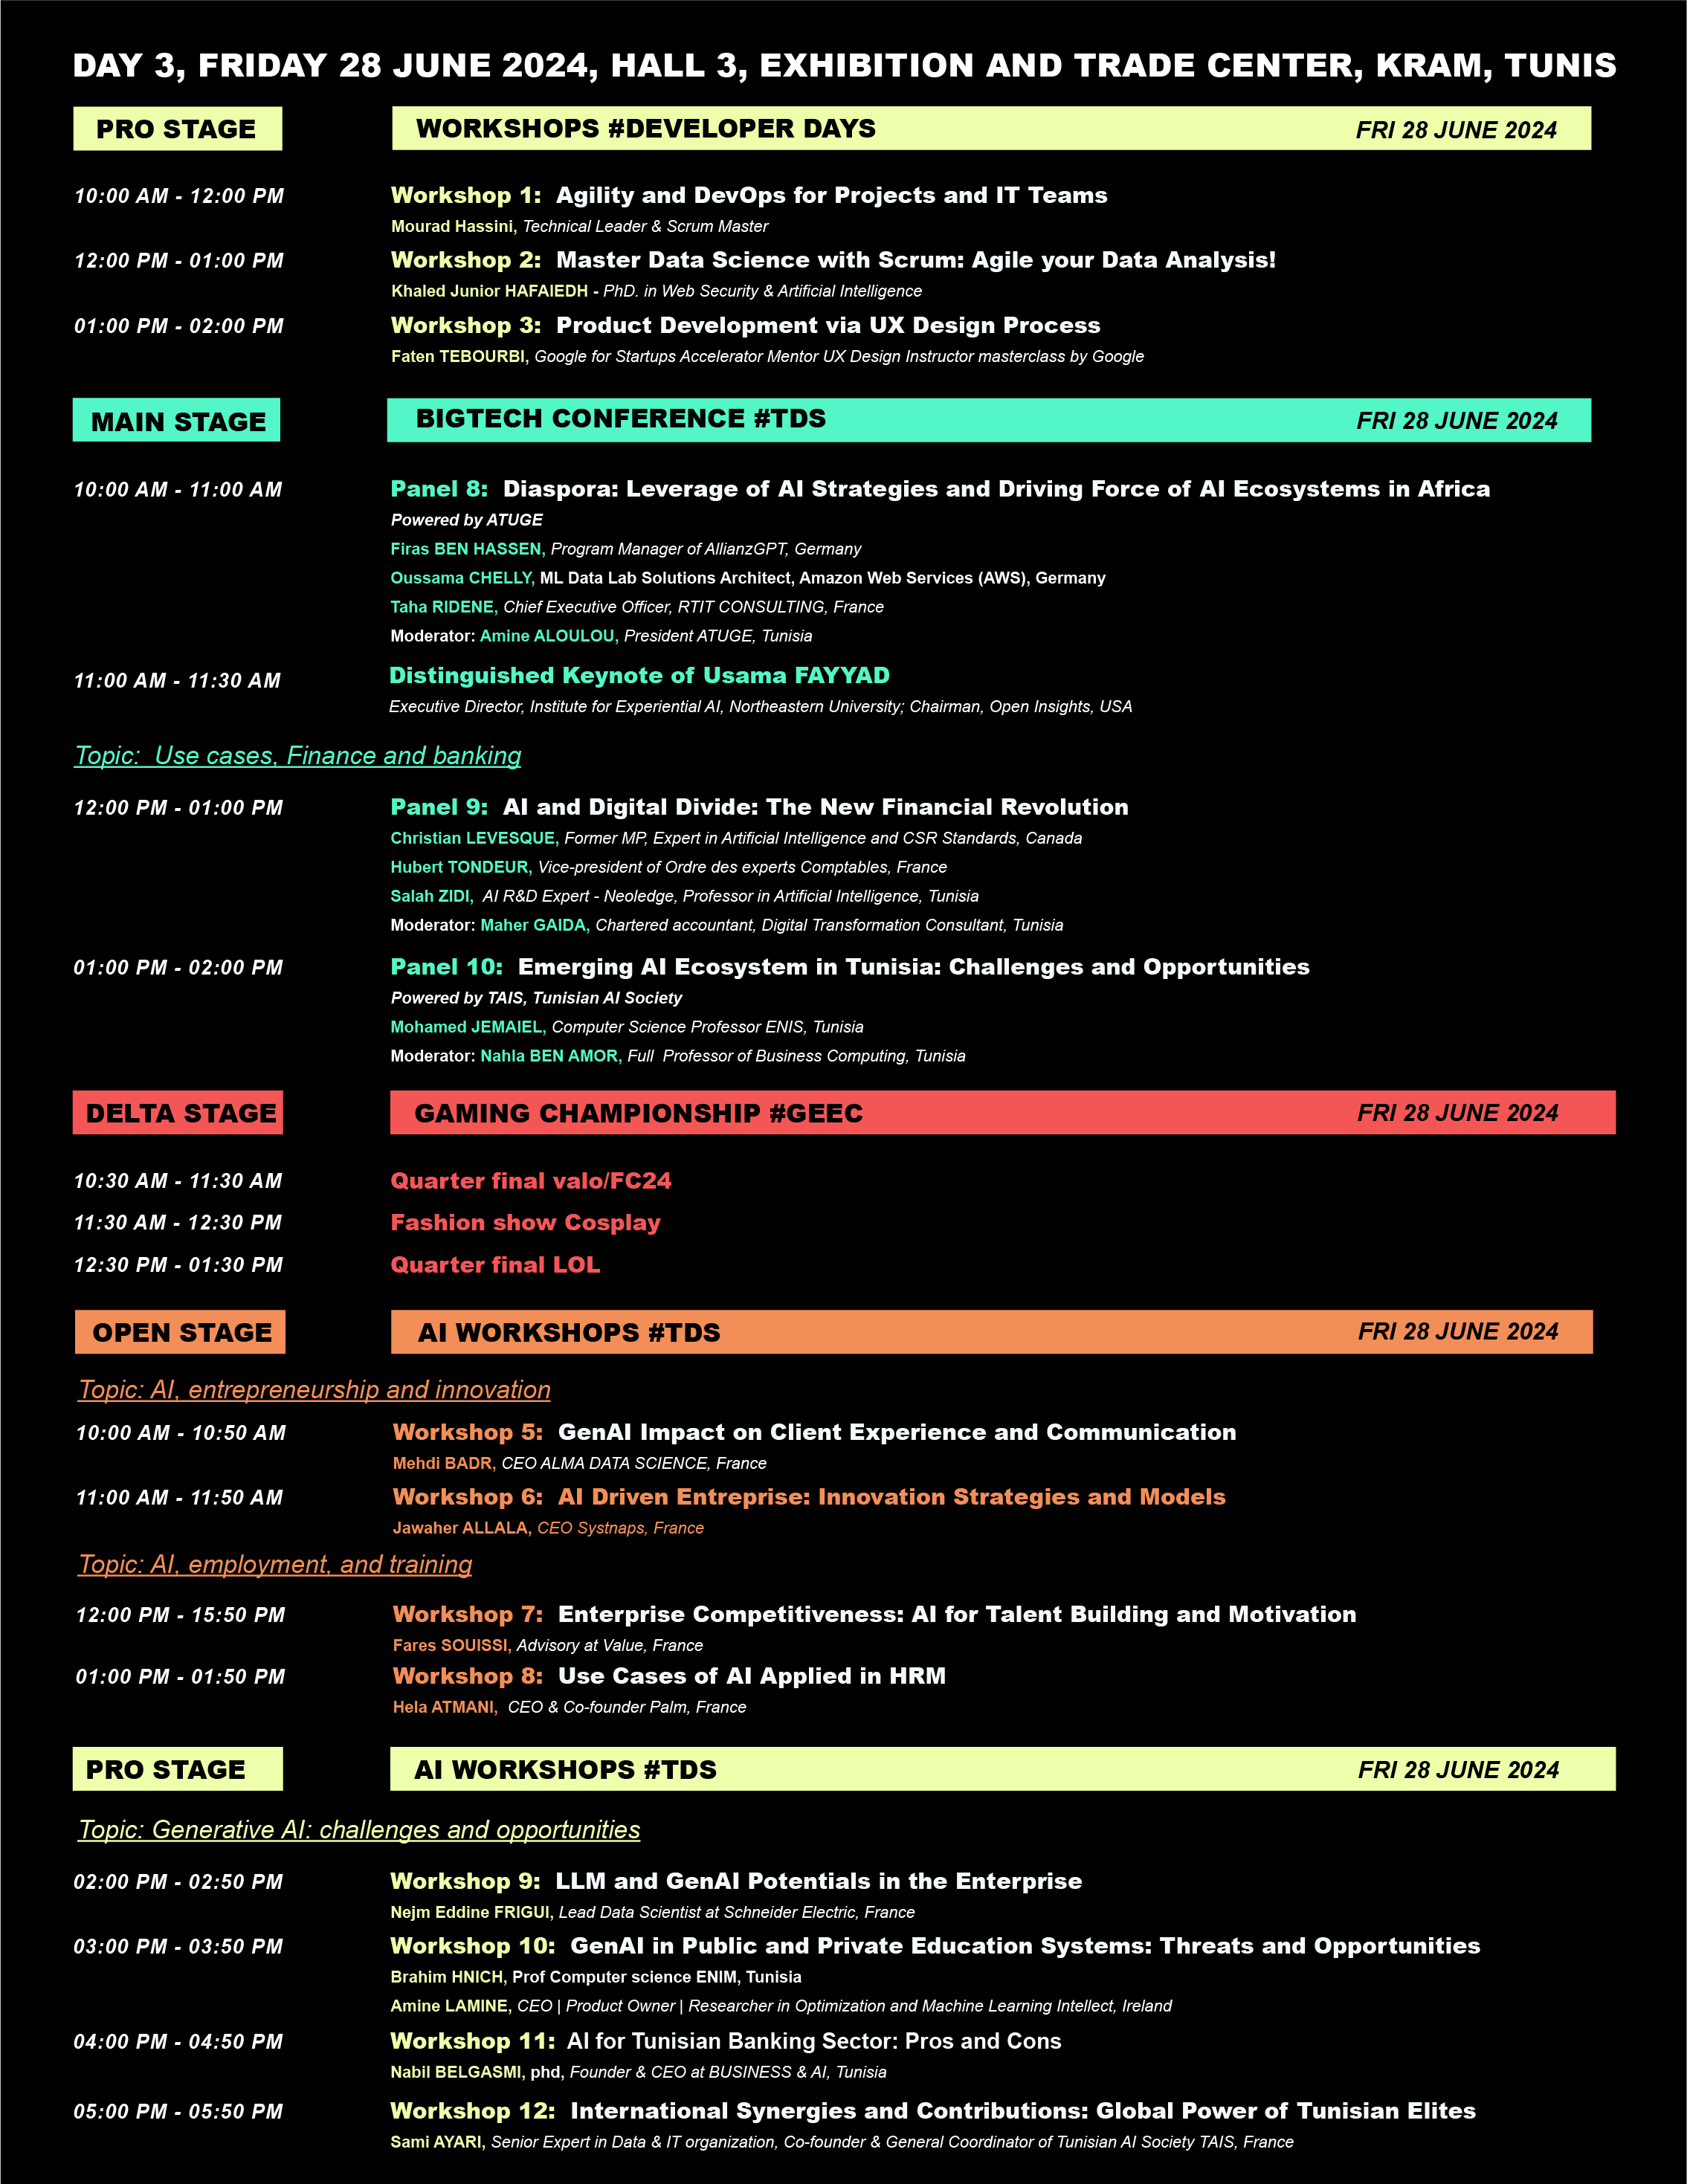 DAY 3, FRIDAY 28 JUNE 2024, HALL 3, EXHIBITION AND TRADE CENTER, KRAM, TUNIS
PRO STAGE WORKSHOPS #DEVELOPER DAYS FRI 28 JUNE 2024
10:00 AM - 12:00 PM Workshop 1: Agility and DevOps for Projects and IT Teams
Mourad Hassini, Technical Leader & Scrum Master
12:00 PM - 01:00 PM Workshop 2: Master Data Science with Scrum: Agile your Data Analysis!
Khaled Junior HAFAIEDH - PhD. in Web Security & Artificial Intelligence
01:00 PM - 02:00 PM Workshop 3: Product Development via UX Design Process
Faten TEBOURBI, Google for Startups Accelerator Mentor UX Design Instructor masterclass by Google
MAIN STAGE BIGTECH CONFERENCE #TDS FRI 28 JUNE 2024
10:00 AM - 11:00 AM Panel 8: Diaspora: Leverage of AI Strategies and Driving Force of AI Ecosystems in Africa
Powered by ATUGE
Firas BEN HASSEN, Program Manager of AllianzGPT, Germany
Oussama CHELLY, ML Data Lab Solutions Architect, Amazon Web Services (AWS), Germany
Taha RIDENE, Chief Executive Officer, RTIT CONSULTING, France
Moderator: Amine ALOULOU, President ATUGE, Tunisia
11:00 AM - 11:30 AM Distinguished Keynote of Usama FAYYAD
Executive Director, Institute for Experiential AI, Northeastern University; Chairman, Open Insights, USA
Topic: Use cases, Finance and banking
12:00 PM - 01:00 PM Panel 9: AI and Digital Divide: The New Financial Revolution
Christian LEVESQUE, Former MP, Expert in Artificial Intelligence and CSR Standards, Canada
Hubert TONDEUR, Vice-president of Ordre des experts Comptables, France
Salah ZIDI, AI R&D Expert - Neoledge, Professor in Artificial Intelligence, Tunisia
Moderator: Maher GAIDA, Chartered accountant, Digital Transformation Consultant, Tunisia
01:00 PM - 02:00 PM Panel 10: Emerging AI Ecosystem in Tunisia: Challenges and Opportunities
Powered by TAIS, Tunisian AI Society
Mohamed JEMAIEL, Computer Science Professor ENIS, Tunisia
Moderator: Nahla BEN AMOR, Full Professor of Business Computing, Tunisia
DELTA STAGE GAMING CHAMPIONSHIP #GEEC FRI 28 JUNE 2024
10:30 AM - 11:30 AM Quarter final valo/FC24
11:30 AM - 12:30 PM Fashion show Cosplay
12:30 PM - 01:30 PM Quarter final LOL
OPEN STAGE AI WORKSHOPS #TDS FRI 28 JUNE 2024
Topic: AI, entrepreneurship and innovation
10:00 AM - 10:50 AM Workshop 5: GenAI Impact on Client Experience and Communication
Mehdi BADR, CEO ALMA DATA SCIENCE, France
11:00 AM - 11:50 AM Workshop 6: AI Driven Entreprise: Innovation Strategies and Models
Jawaher ALLALA, CEO Systnaps, France
Topic: AI, employment, and training
12:00 PM - 15:50 PM Workshop 7: Enterprise Competitiveness: AI for Talent Building and Motivation
Fares SOUISSI, Advisory at Value, France
01:00 PM - 01:50 PM Workshop 8: Use Cases of AI Applied in HRM
Hela ATMANI, CEO & Co-founder Palm, France
PRO STAGE AI WORKSHOPS #TDS FRI 28 JUNE 2024
Topic: Generative AI: challenges and opportunities
02:00 PM - 02:50 PM Workshop 9: LLM and GenAI Potentials in the Enterprise
Nejm Eddine FRIGUI, Lead Data Scientist at Schneider Electric, France
03:00 PM - 03:50 PM Workshop 10: GenAI in Public and Private Education Systems: Threats and Opportunities
Brahim HNICH, Prof Computer science ENIM, Tunisia
Amine LAMINE, CEO | Product Owner | Researcher in Optimization and Machine Learning Intellect, Ireland
04:00 PM - 04:50 PM Workshop 11: AI for Tunisian Banking Sector: Pros and Cons
Nabil BELGASMI, phd, Founder & CEO at BUSINESS & AI, Tunisia
05:00 PM - 05:50 PM Workshop 12: International Synergies and Contributions: Global Power of Tunisian Elites
Sami AYARI, Senior Expert in Data & IT organization, Co-founder & General Coordinator of Tunisian AI Society TAIS, France